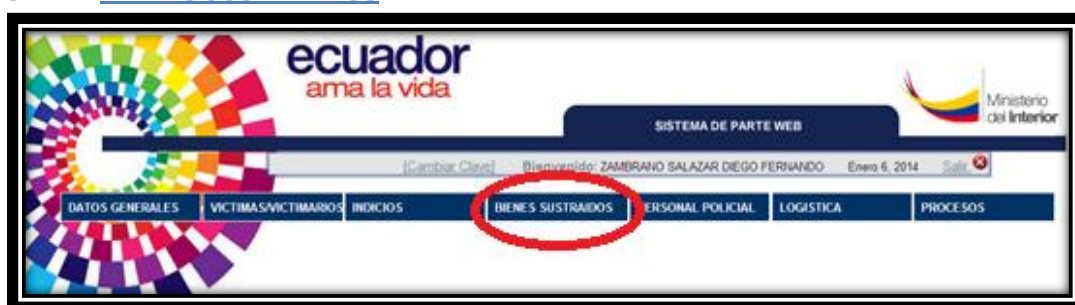 ecuador
ama la vida
Ministerio
del Interior
SISTEMA DE PARTE WEB
[Cambiar Clave] Bienvenido: ZAMBRANO SALAZAR DIEGO FERNANDO Enero 6, 2014 Salir
DATOS GENERALES VICTIMAS/VICTIMARIOS INDICIOS BIENES SUSTRAIDOS PERSONAL POLICIAL LOGISTICA PROCESOS